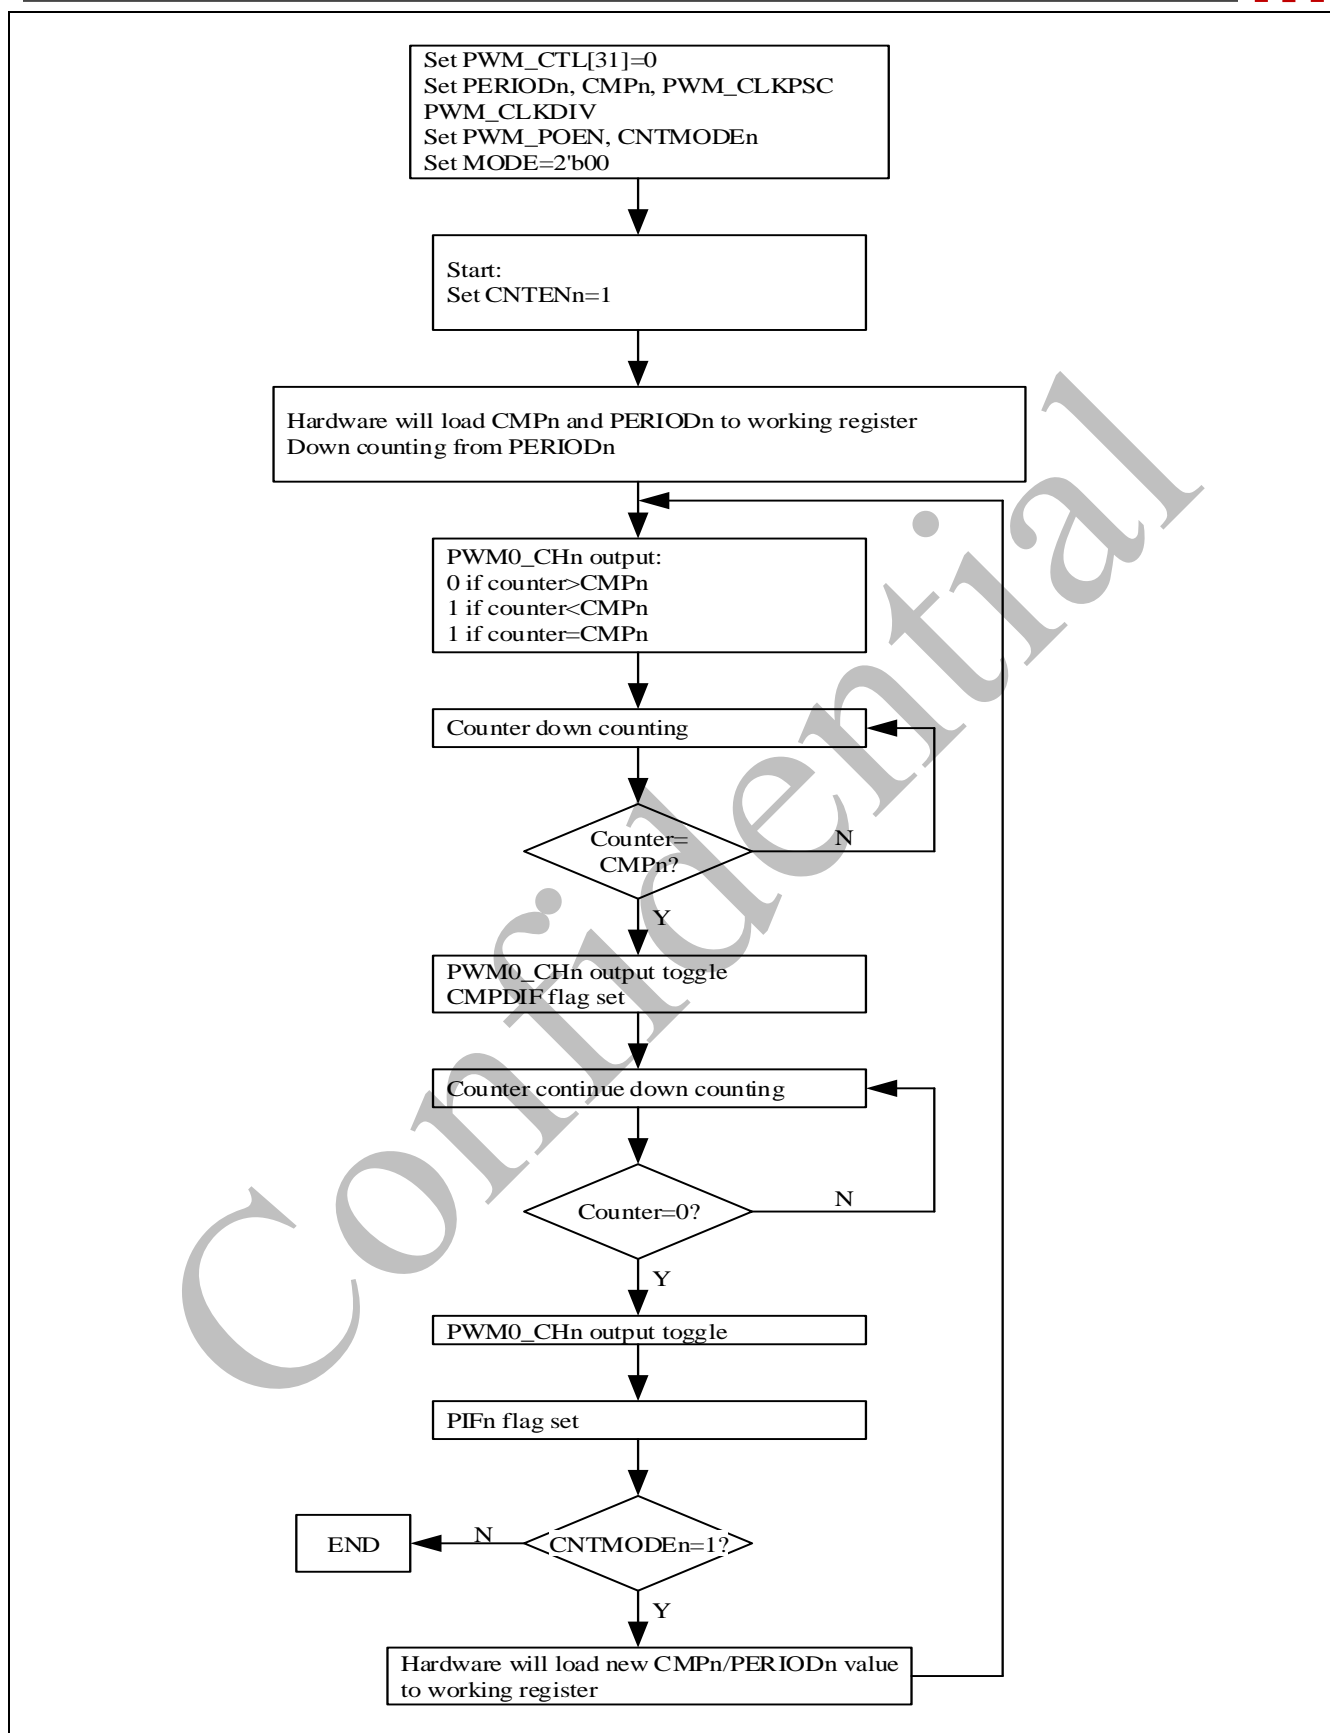 Set PWM_CTL[31]=0
Set PERIODn, CMPn, PWM_CLKPSC
PWM_CLKDIV
Set PWM_POEN, CNTMODEn
Set MODE=2'b00
Start:
Set CNTENn=1
Hardware will load CMPn and PERIODn to working register
Down counting from PERIODn
PWM0_CHn output:
0 if counter>CMPn
1 if counter<CMPn
1 if counter=CMPn
Counter down counting
Counter=
CMPn?
N
Y
PWM0_CHn output toggle
CMPDIF flag set
Counter continue down counting
Counter=0?
N
Y
PWM0_CHn output toggle
PIFn flag set
CNTMODEn=1?
N
END
Y
Hardware will load new CMPn/PERIODn value
to working register
Confidential